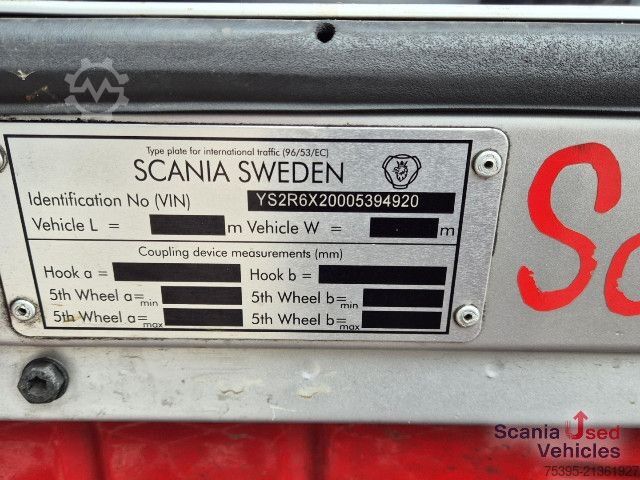 Type plate for international traffic (96/53/EC)
SCANIA SWEDEN
Identification No (VIN) YS2R6X20005394920
Vehicle L = m Vehicle W = m
Coupling device measurements (mm)
Hook a = Hook b =
5th Wheel a=min 5th Wheel b=min
5th Wheel a=max 5th Wheel b=max
Sc
Scania Used
Vehicles
75395-21361927